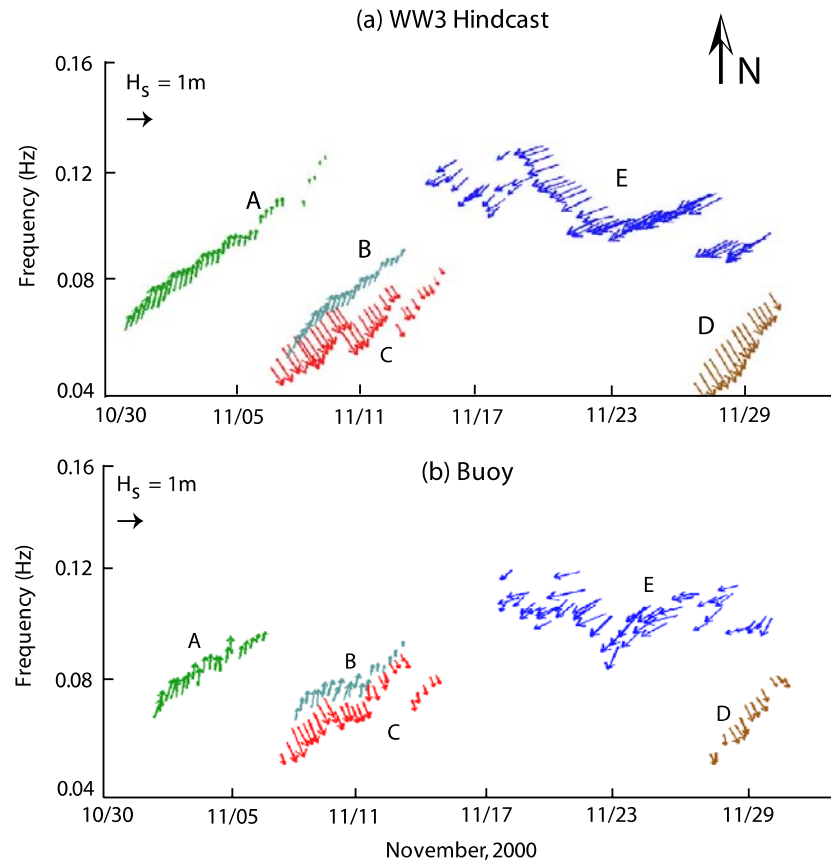 (a) WW3 Hindcast
0.16
Hs = 1m
N
0.12
A
E
B
0.08
D
C
0.04
Frequency (Hz)
10/30 11/05 11/11 11/17 11/23 11/29
(b) Buoy
0.16
Hs = 1m
0.12
E
A
B
0.08
D
C
0.04
Frequency (Hz)
10/30 11/05 11/11 11/17 11/23 11/29
November, 2000